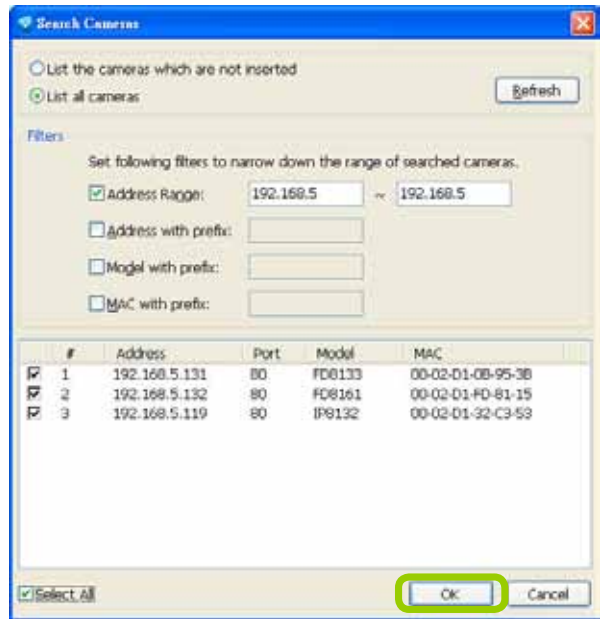 Search Cameras
List the cameras which are not inserted
List all cameras
Refresh
Filters
Set following filters to narrow down the range of searched cameras.
Address Range: 192.168.5 ~ 192.168.5
Address with prefix:
Model with prefix:
MAC with prefix:
# Address Port Model MAC
1 192.168.5.131 80 FD8133 00-02-D1-0B-95-3B
2 192.168.5.132 80 FD8161 00-02-D1-FD-81-15
3 192.168.5.119 80 IP8132 00-02-D1-32-C3-53
Select All
OK
Cancel